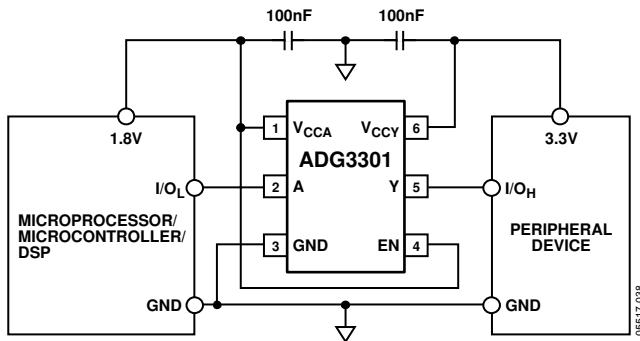 100nF 100nF
1.8V
3.3V
1 VCCA VCCY 6
ADG3301
I/OL 2 A Y 5 I/OH
MICROPROCESSOR/
MICROCONTROLLER/
DSP
PERIPHERAL
DEVICE
3 GND EN 4
GND GND
05517-038